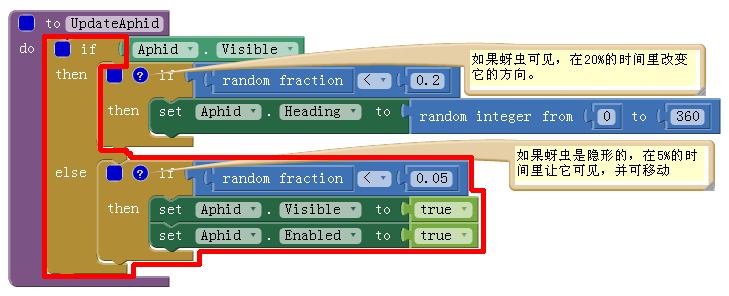 to UpdateAphid
do if Aphid . Visible
then ? if random fraction < 0.2
then set Aphid . Heading to random integer from 0 to 360
如果蚜虫可见，在20%的时间里改变
它的方向。
else ? if random fraction < 0.05
then set Aphid . Visible to true
set Aphid . Enabled to true
如果蚜虫是隐形的，在5%的时
间里让它可见，并可移动